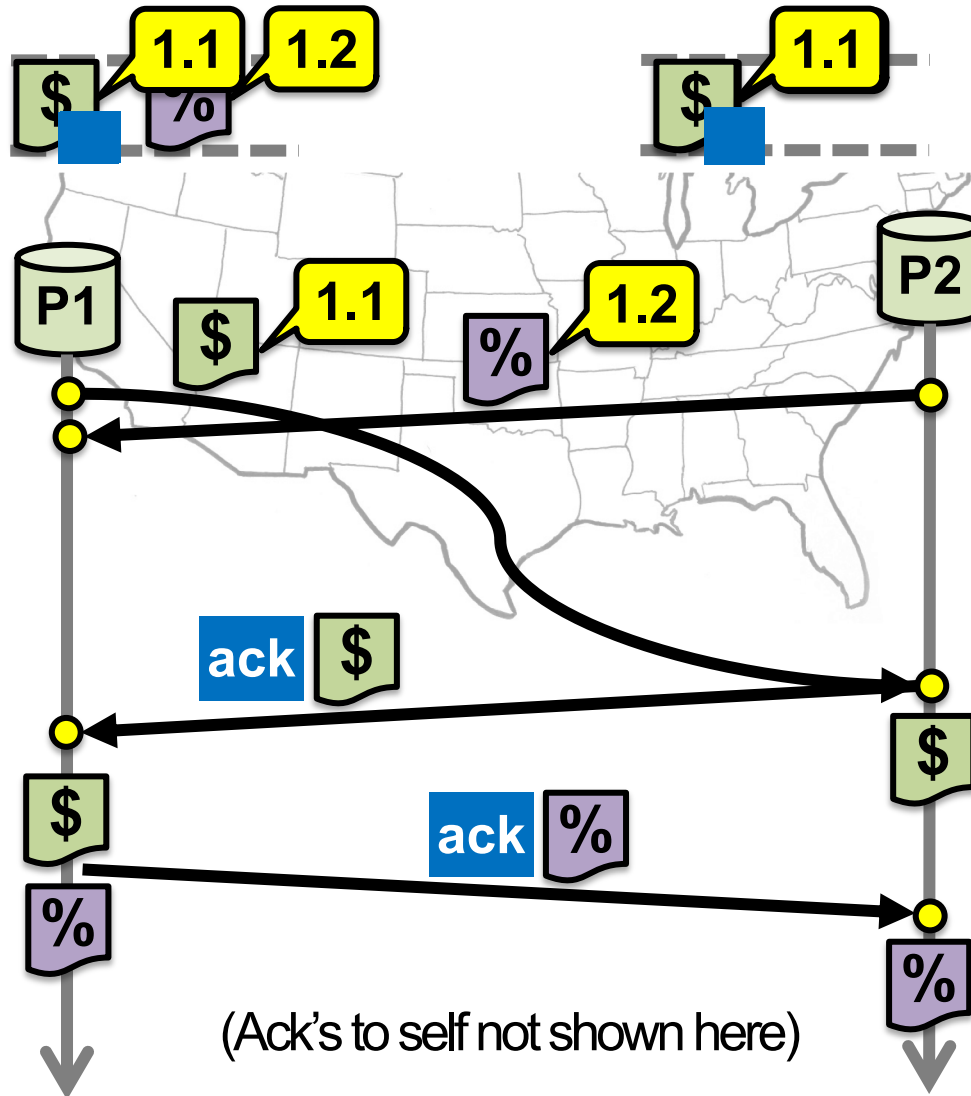 1.1 1.2 1.1
$ % $
P1 P2
$ 1.1 % 1.2
ack $
$ $
ack %
% %
(Ack's to self not shown here)